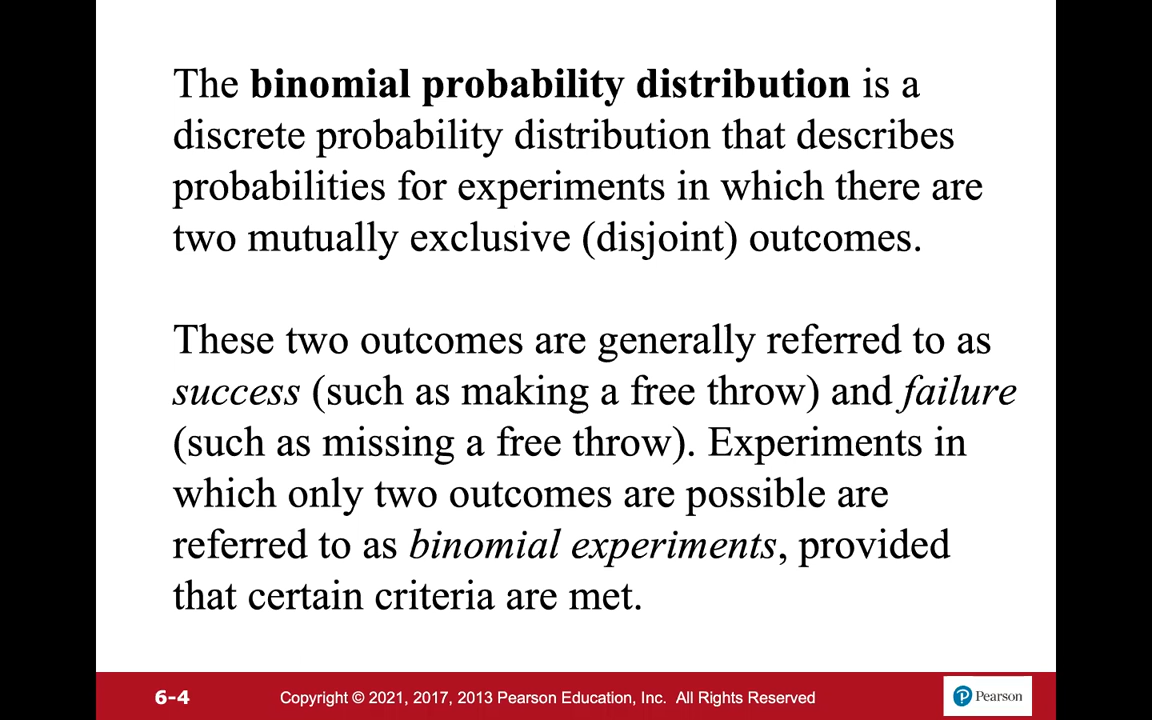 The binomial probability distribution is a
discrete probability distribution that describes
probabilities for experiments in which there are
two mutually exclusive (disjoint) outcomes.
These two outcomes are generally referred to as
success (such as making a free throw) and failure
(such as missing a free throw). Experiments in
which only two outcomes are possible are
referred to as binomial experiments, provided
that certain criteria are met.
6-4 Copyright © 2021, 2017, 2013 Pearson Education, Inc. All Rights Reserved P Pearson